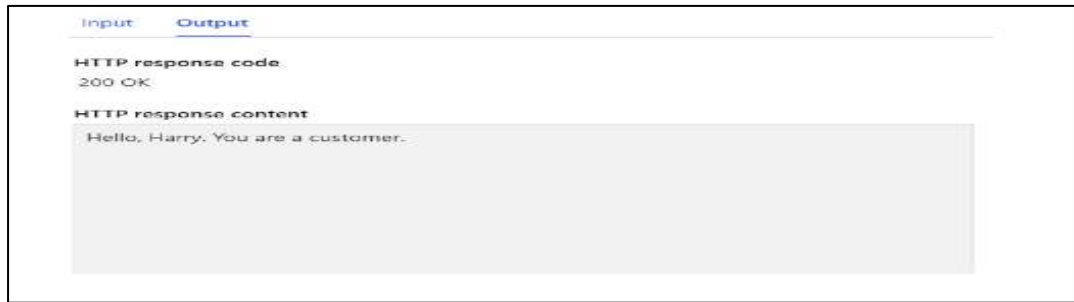 Input Output
HTTP response code
200 OK
HTTP response content
Hello, Harry. You are a customer.